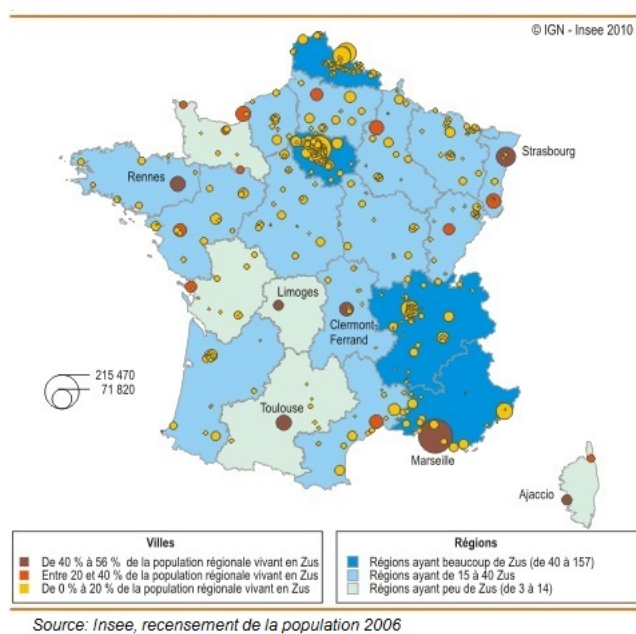 © IGN - Insee 2010
Strasbourg
Rennes
Limoges
Clermont-
Ferrand
215 470
71 820
Toulouse
Marseille
Ajaccio
Villes
De 40 % à 56 % de la population régionale vivant en Zus
Entre 20 et 40 % de la population régionale vivant en Zus
De 0 % à 20 % de la population régionale vivant en Zus
Régions
Régions ayant beaucoup de Zus (de 40 à 157)
Régions ayant de 15 à 40 Zus
Régions ayant peu de Zus (de 3 à 14)
Source: Insee, recensement de la population 2006